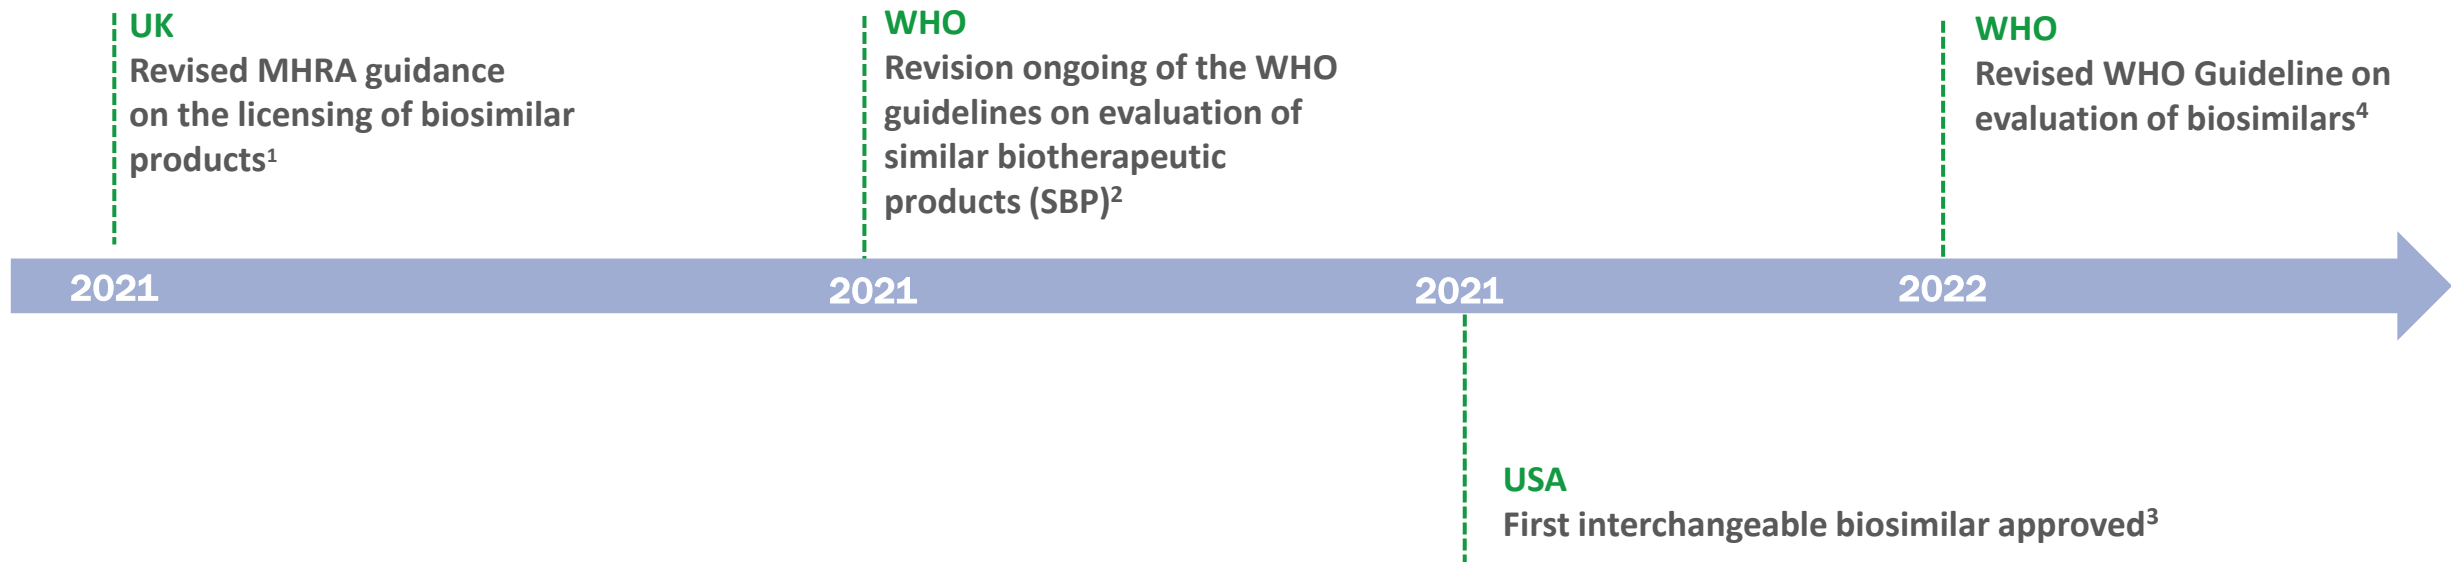 UK
Revised MHRA guidance
on the licensing of biosimilar
products¹
WHO
Revision ongoing of the WHO
guidelines on evaluation of
similar biotherapeutic
products (SBP)²
WHO
Revised WHO Guideline on
evaluation of biosimilars⁴
2021
2021
2021
2022
USA
First interchangeable biosimilar approved³